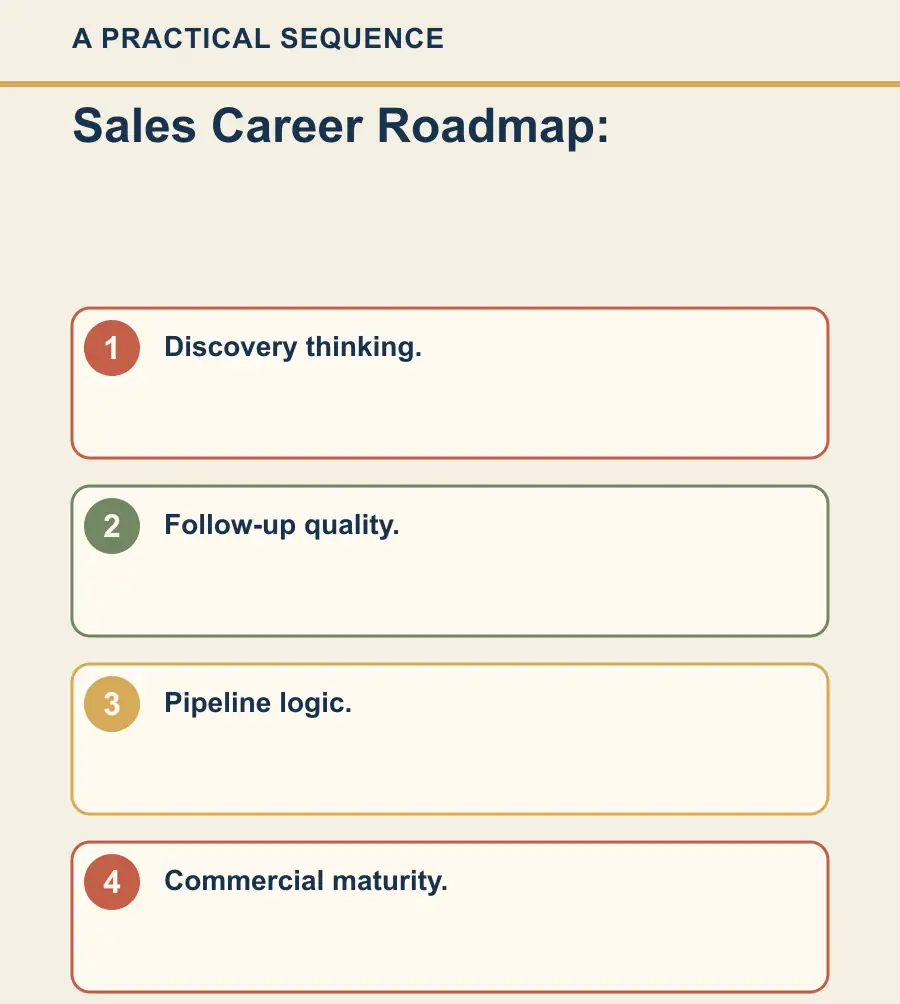 A PRACTICAL SEQUENCE
Sales Career Roadmap:
1 Discovery thinking.
2 Follow-up quality.
3 Pipeline logic.
4 Commercial maturity.